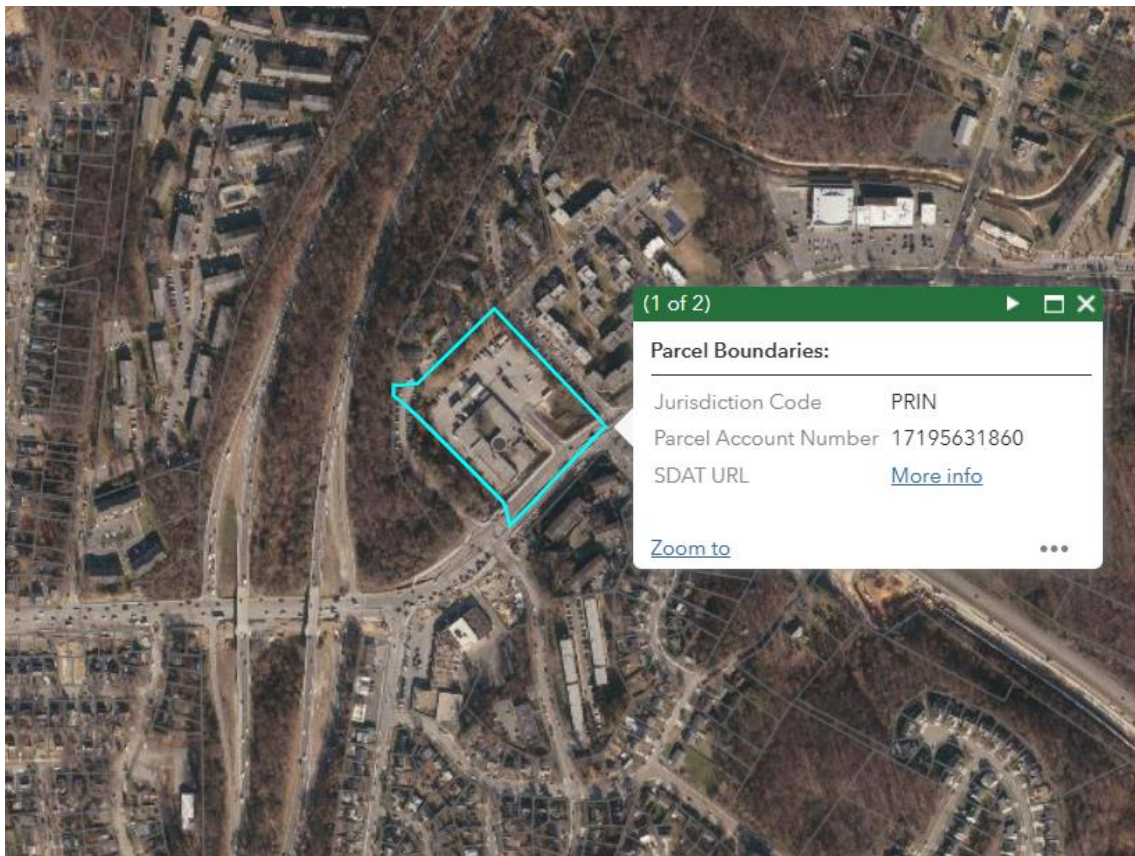 (1 of 2)
Parcel Boundaries:
Jurisdiction Code PRIN
Parcel Account Number 17195631860
SDAT URL More info
Zoom to